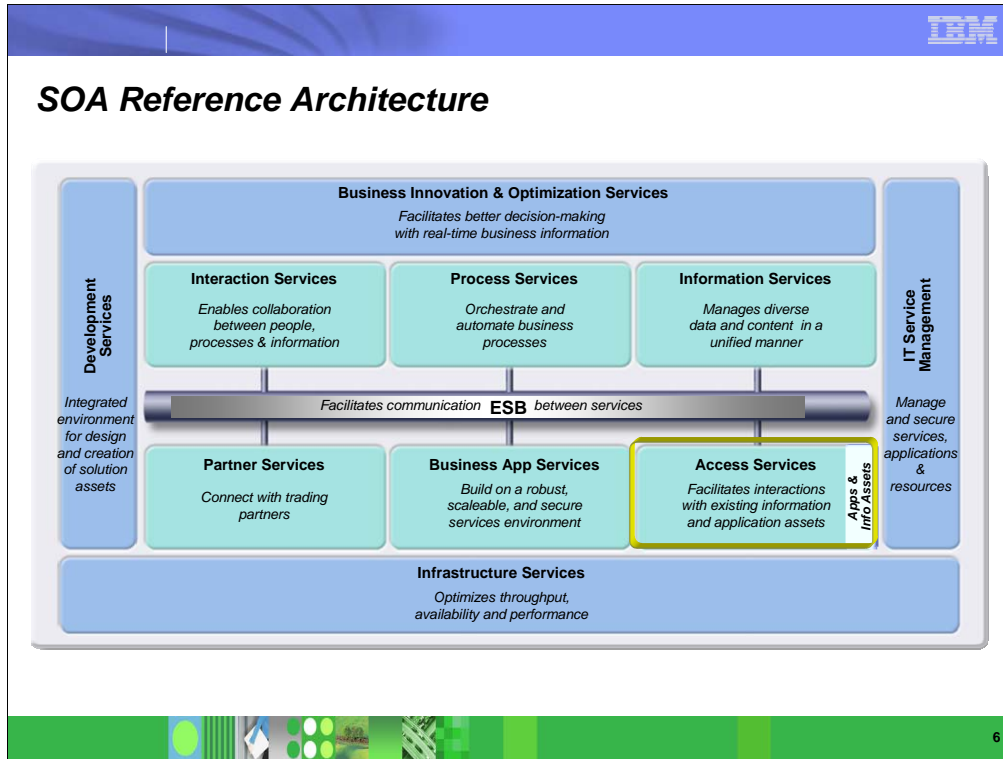 IBM
SOA Reference Architecture
Business Innovation & Optimization Services
Facilitates better decision-making
with real-time business information
Development
Services
Integrated
environment
for design
and creation
of solution
assets
Interaction Services
Enables collaboration
between people,
processes & information
Process Services
Orchestrate and
automate business
processes
Information Services
Manages diverse
data and content in a
unified manner
IT Service
Management
Manage
and secure
services,
applications
&
resources
Facilitates communication ESB between services
Partner Services
Connect with trading
partners
Business App Services
Build on a robust,
scaleable, and secure
services environment
Access Services
Facilitates interactions
with existing information
and application assets
Apps &
Info Assets
Infrastructure Services
Optimizes throughput,
availability and performance
6